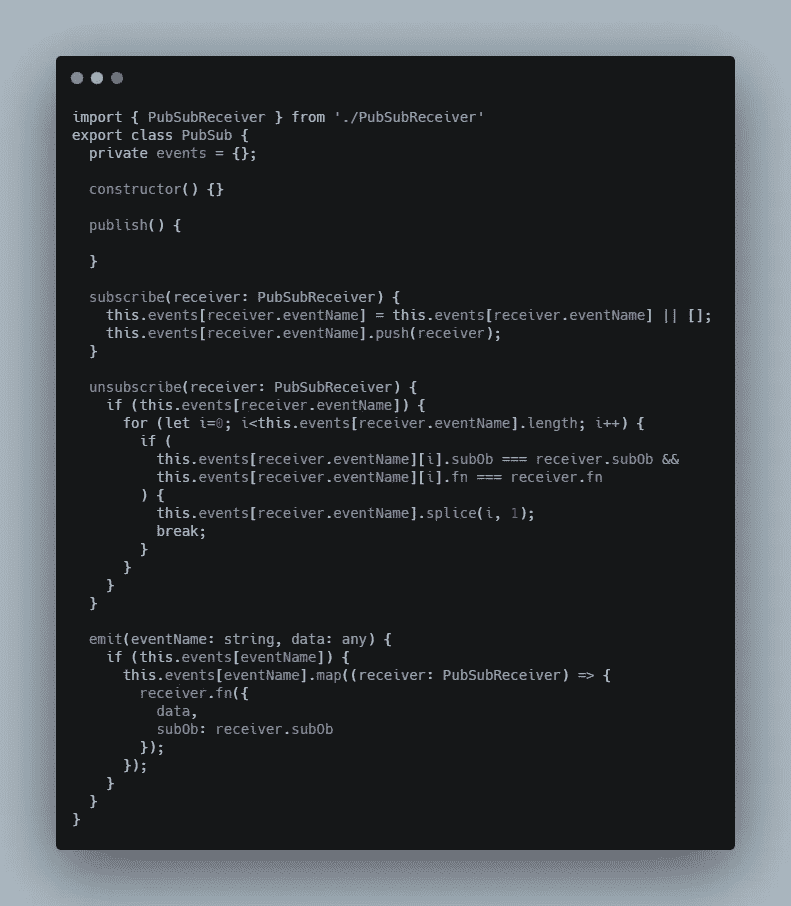 import { PubSubReceiver } from './PubSubReceiver'
export class PubSub {
  private events = {};

  constructor() {}

  publish() {

  }

  subscribe(receiver: PubSubReceiver) {
    this.events[receiver.eventName] = this.events[receiver.eventName] || [];
    this.events[receiver.eventName].push(receiver);
  }

  unsubscribe(receiver: PubSubReceiver) {
    if (this.events[receiver.eventName]) {
      for (let i=0; i<this.events[receiver.eventName].length; i++) {
        if (
          this.events[receiver.eventName][i].subOb === receiver.subOb &&
          this.events[receiver.eventName][i].fn === receiver.fn
        ) {
          this.events[receiver.eventName].splice(i, 1);
          break;
        }
      }
    }
  }

  emit(eventName: string, data: any) {
    if (this.events[eventName]) {
      this.events[eventName].map((receiver: PubSubReceiver) => {
        receiver.fn({
          data,
          subOb: receiver.subOb
        });
      });
    }
  }
}